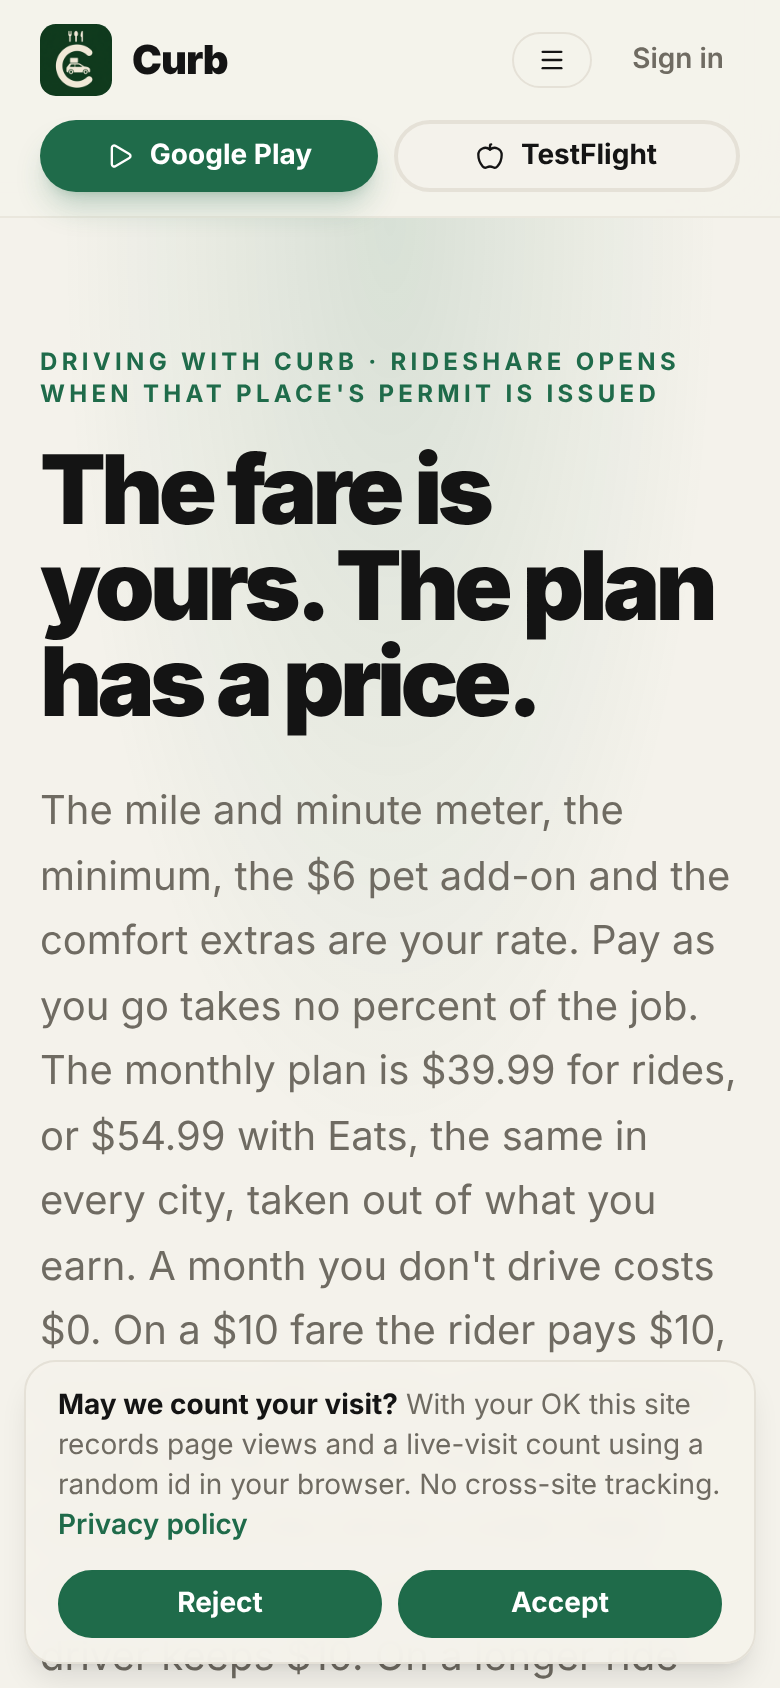 Curb
Sign in
Google Play
TestFlight
DRIVING WITH CURB · RIDESHARE OPENS
WHEN THAT PLACE'S PERMIT IS ISSUED
The fare is
yours. The plan
has a price.
The mile and minute meter, the
minimum, the $6 pet add-on and the
comfort extras are your rate. Pay as
you go takes no percent of the job.
The monthly plan is $39.99 for rides,
or $54.99 with Eats, the same in
every city, taken out of what you
earn. A month you don't drive costs
$0. On a $10 fare the rider pays $10,
May we count your visit? With your OK this site
records page views and a live-visit count using a
random id in your browser. No cross-site tracking.
Privacy policy
Reject
Accept
driver keeps $10. On a longer ride